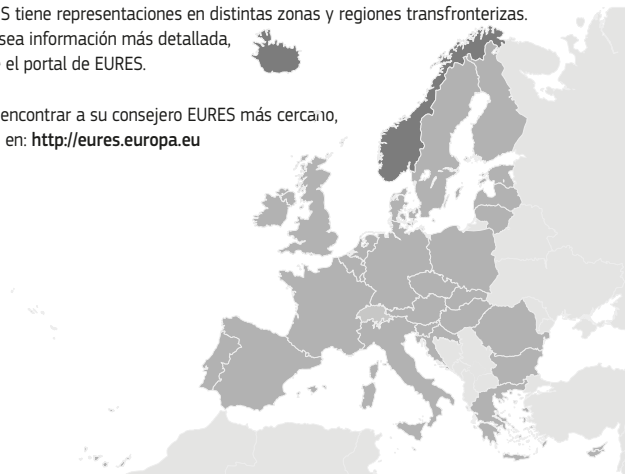 S tiene representaciones en distintas zonas y regiones transfronterizas.
sea información más detallada,
el portal de EURES.
encontrar a su consejero EURES más cercano,
en: http://eures.europa.eu